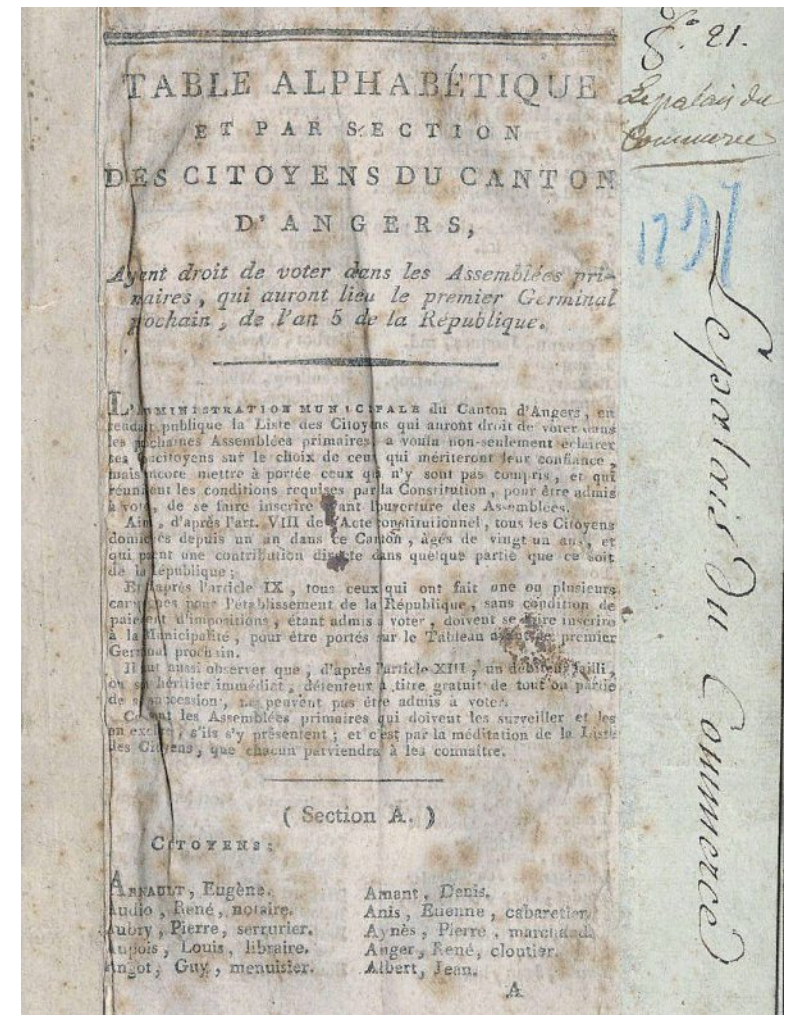 TABLE ALPHABÉTIQUE
ET PAR SECTION
DES CITOYENS DU CANTON
D'ANGERS,
Ayent droit de voter dans les Assemblées pri-
maires, qui auront lieu le premier Germinal
pochain, de l'an 5 de la République.
L'ADMINISTRATION MUNICIPALE du Canton d'Angers, en
rendant publique la Liste des Citoyens qui auront droit de voter dans
les pochaines Assemblées primaires, a voulu non-seulement éclairer
ses concitoyens sur le choix de ceux qui mériteront leur confiance,
mais encore mettre à portée ceux qui n'y sont pas compris, et qui
réunissent les conditions requises par la Constitution, pour être admis
à voter, de se faire inscrire avant l'ouverture des Assemblées.
Ainsi, d'après l'art. VIII de l'Acte constitutionnel, tous les Citoyens
domiciliés depuis un an dans ce Canton, âgés de vingt un ans, et
qui paient une contribution directe dans quelque partie que ce soit
de la République;
Et d'après l'article IX, tous ceux qui ont fait une ou plusieurs
campagnes pour l'établissement de la République, sans condition de
paiement d'impositions, étant admis à voter, doivent se faire inscrire
à la Municipalité, pour être portés sur le Tableau avant le premier
Germinal prochain.
Il faut aussi observer que, d'après l'article XIII, un débiteur failli,
ou son héritier immédiat, détenteur à titre gratuit de tout ou partie
de sa succession, ne peuvent pas être admis à voter.
Ce sont les Assemblées primaires qui doivent les surveiller et les
en exclure, s'ils s'y présentent; et c'est par la méditation de la Liste
des Citoyens, que chacun parviendra à les connaître.
( Section A. )
CITOYENS:
ARNAULT, Eugène.
Audio, René, notaire.
Aubry, Pierre, serrurier.
Aupois, Louis, libraire.
Angot, Guy, menuisier.
Amant, Denis.
Anis, Etienne, cabaretier.
Aynès, Pierre, marchand.
Anger, René, cloutier.
Albert, Jean.
A
21.
Le palais du
Commerce
1797
Le palais Du Commerce